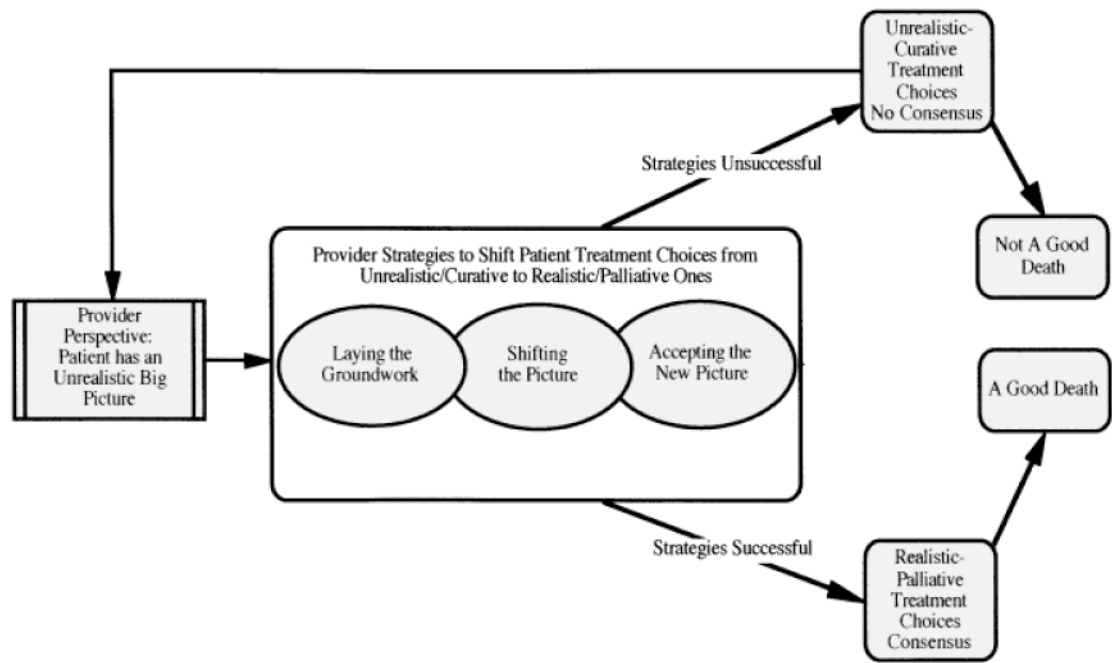 Unrealistic-
Curative
Treatment
Choices
No Consensus
Strategies Unsuccessful
Not A Good
Death
Provider Strategies to Shift Patient Treatment Choices from
Unrealistic/Curative to Realistic/Palliative Ones
Provider
Perspective:
Patient has an
Unrealistic Big
Picture
Laying the
Groundwork
Shifting
the Picture
Accepting the
New Picture
A Good Death
Strategies Successful
Realistic-
Palliative
Treatment
Choices
Consensus